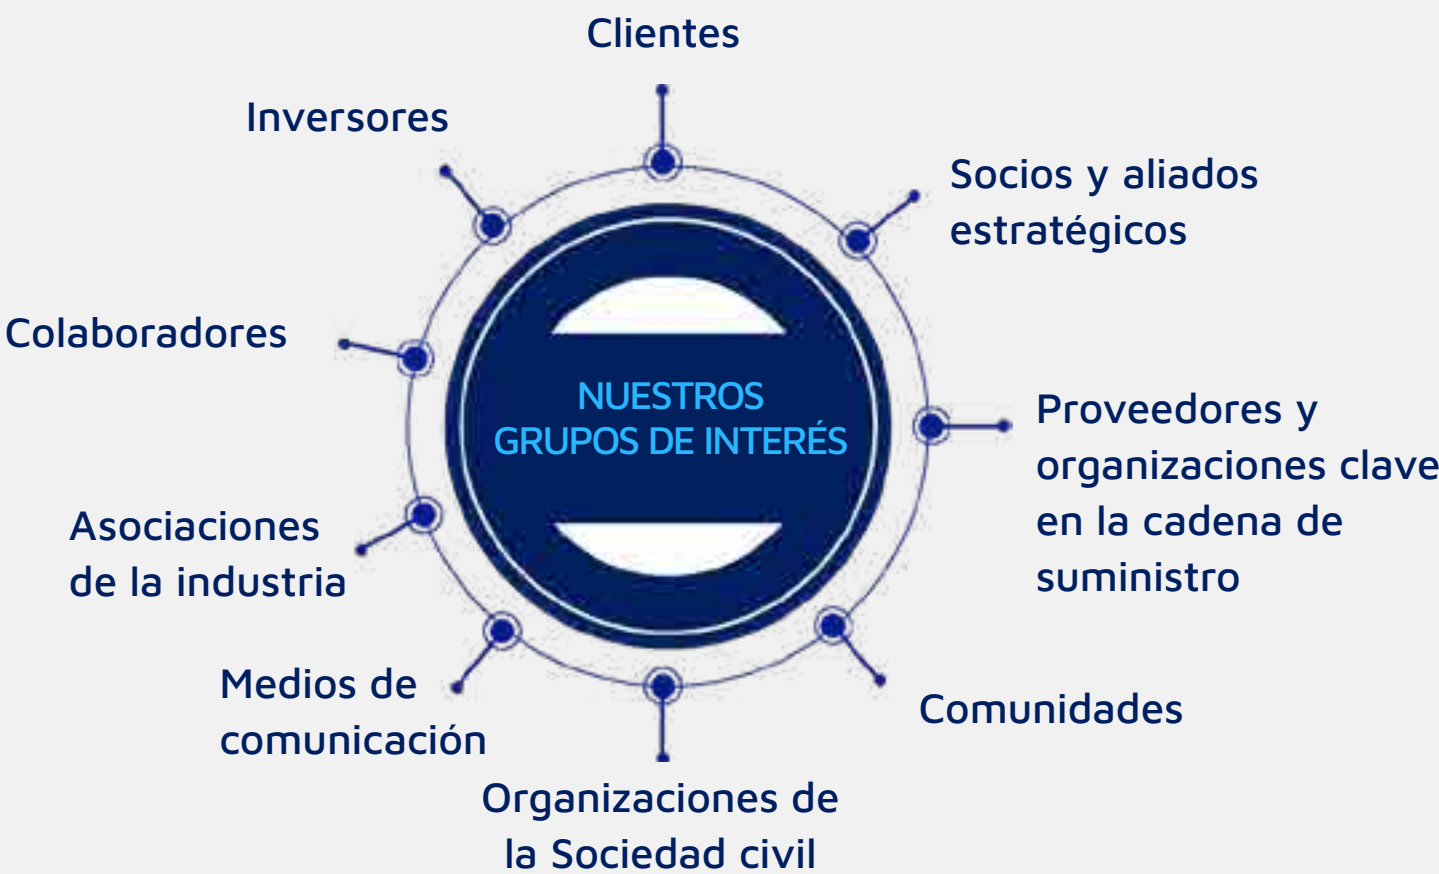 Clientes
Inversores
Socios y aliados
estratégicos
Colaboradores
NUESTROS
GRUPOS DE INTERÉS
Proveedores y
organizaciones clave
en la cadena de
suministro
Asociaciones
de la industria
Medios de
comunicación
Comunidades
Organizaciones de
la Sociedad civil